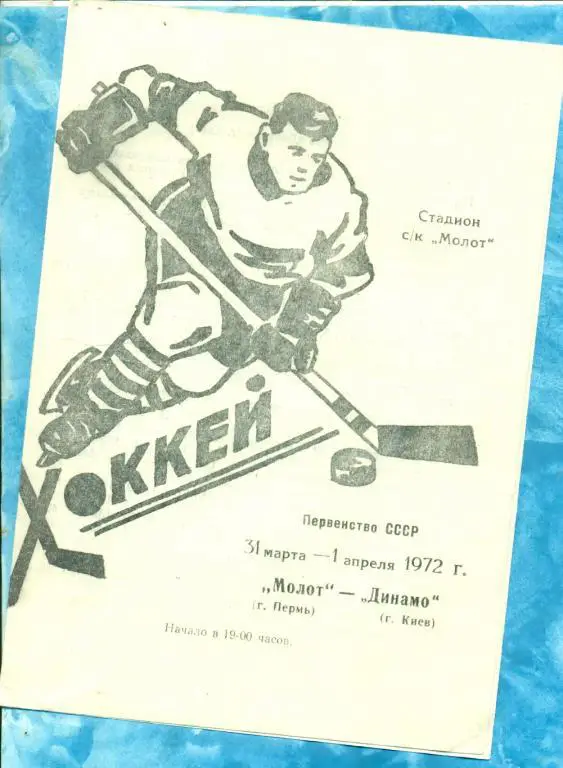 Стадион
с/к „Молот"
ХОККЕЙ
Первенство СССР
31 марта — 1 апреля 1972 г.
„Молот" — „Динамо"
(г. Пермь) (г. Киев)
Начало в 19-00 часов.